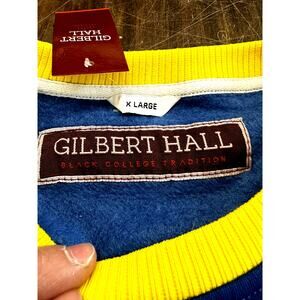 GILBERT
HALL
X LARGE
GILBERT HALL
BLACK COLLEGE TRADITION